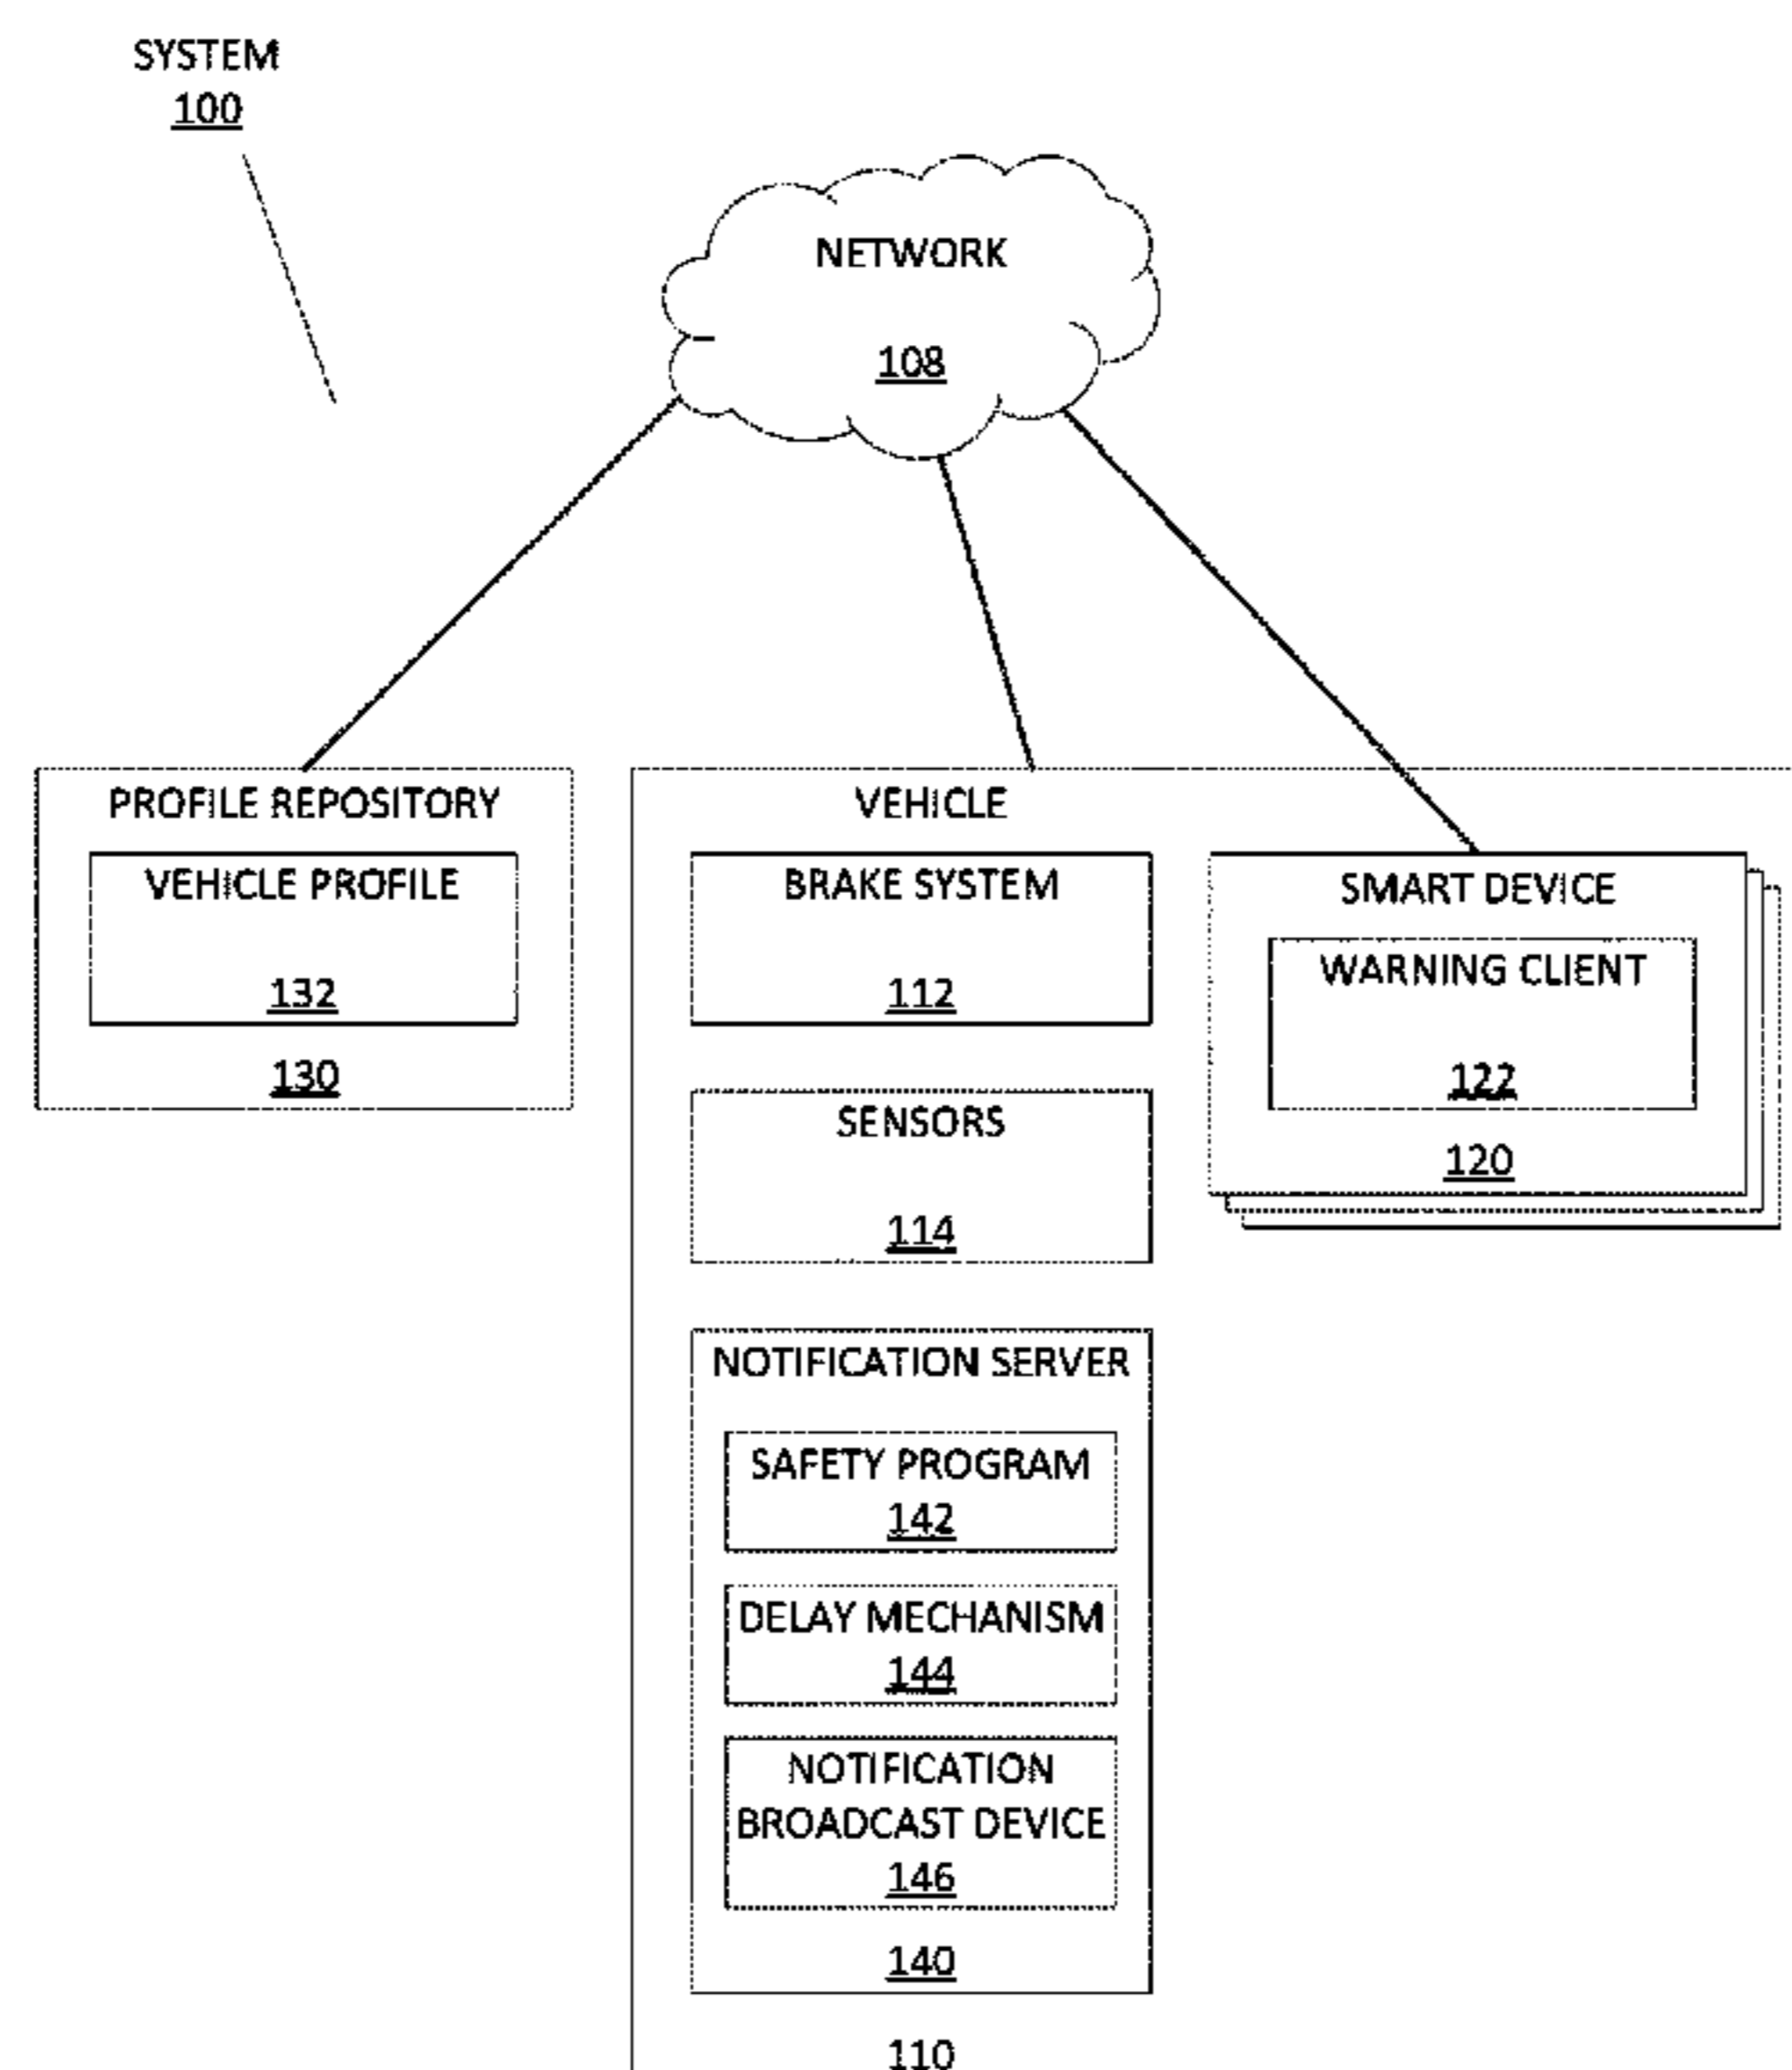 SYSTEM
100
NETWORK
108
PROFILE REPOSITORY
VEHICLE PROFILE
132
130
VEHICLE
BRAKE SYSTEM
112
SENSORS
114
NOTIFICATION SERVER
SAFETY PROGRAM
142
DELAY MECHANISM
144
NOTIFICATION
BROADCAST DEVICE
146
140
110
SMART DEVICE
WARNING CLIENT
122
120